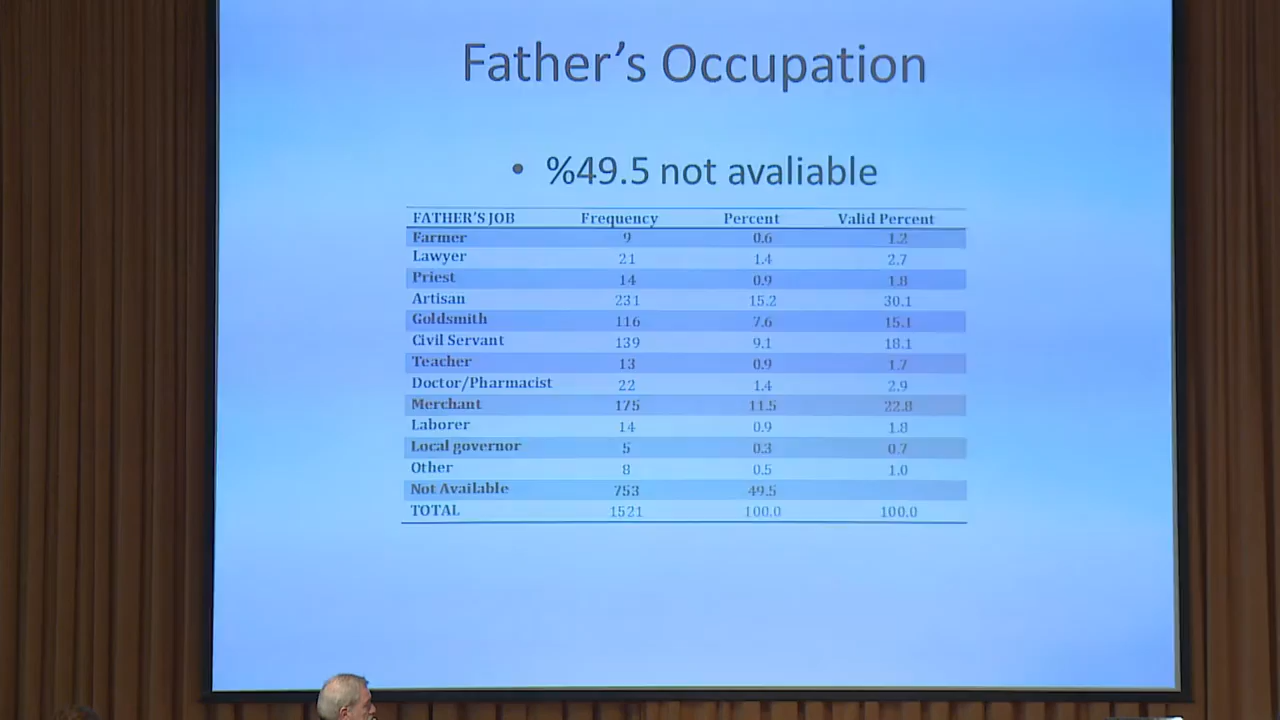 Father's Occupation
• %49.5 not avaliable
FATHER'S JOB Frequency Percent Valid Percent
Farmer 9 0.6 1.2
Lawyer 21 1.4 2.7
Priest 14 0.9 1.8
Artisan 231 15.2 30.1
Goldsmith 116 7.6 15.1
Civil Servant 139 9.1 18.1
Teacher 13 0.9 1.7
Doctor/Pharmacist 22 1.4 2.9
Merchant 175 11.5 22.8
Laborer 14 0.9 1.8
Local governor 5 0.3 0.7
Other 8 0.5 1.0
Not Available 753 49.5
TOTAL 1521 100.0 100.0